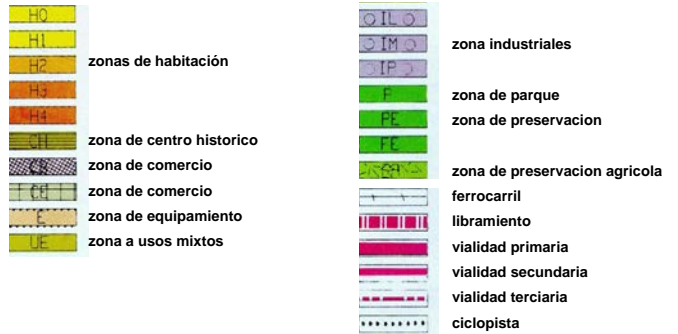 H0
H1
H2
zonas de habitación
H3
H4
CH
zona de centro historico
zona de comercio
CE
zona de comercio
E
zona de equipamiento
UE
zona a usos mixtos
IL
IM
zona industriales
IP
P
zona de parque
PE
zona de preservacion
FE
zona de preservacion agricola
ferrocarril
libramiento
vialidad primaria
vialidad secundaria
vialidad terciaria
ciclopista